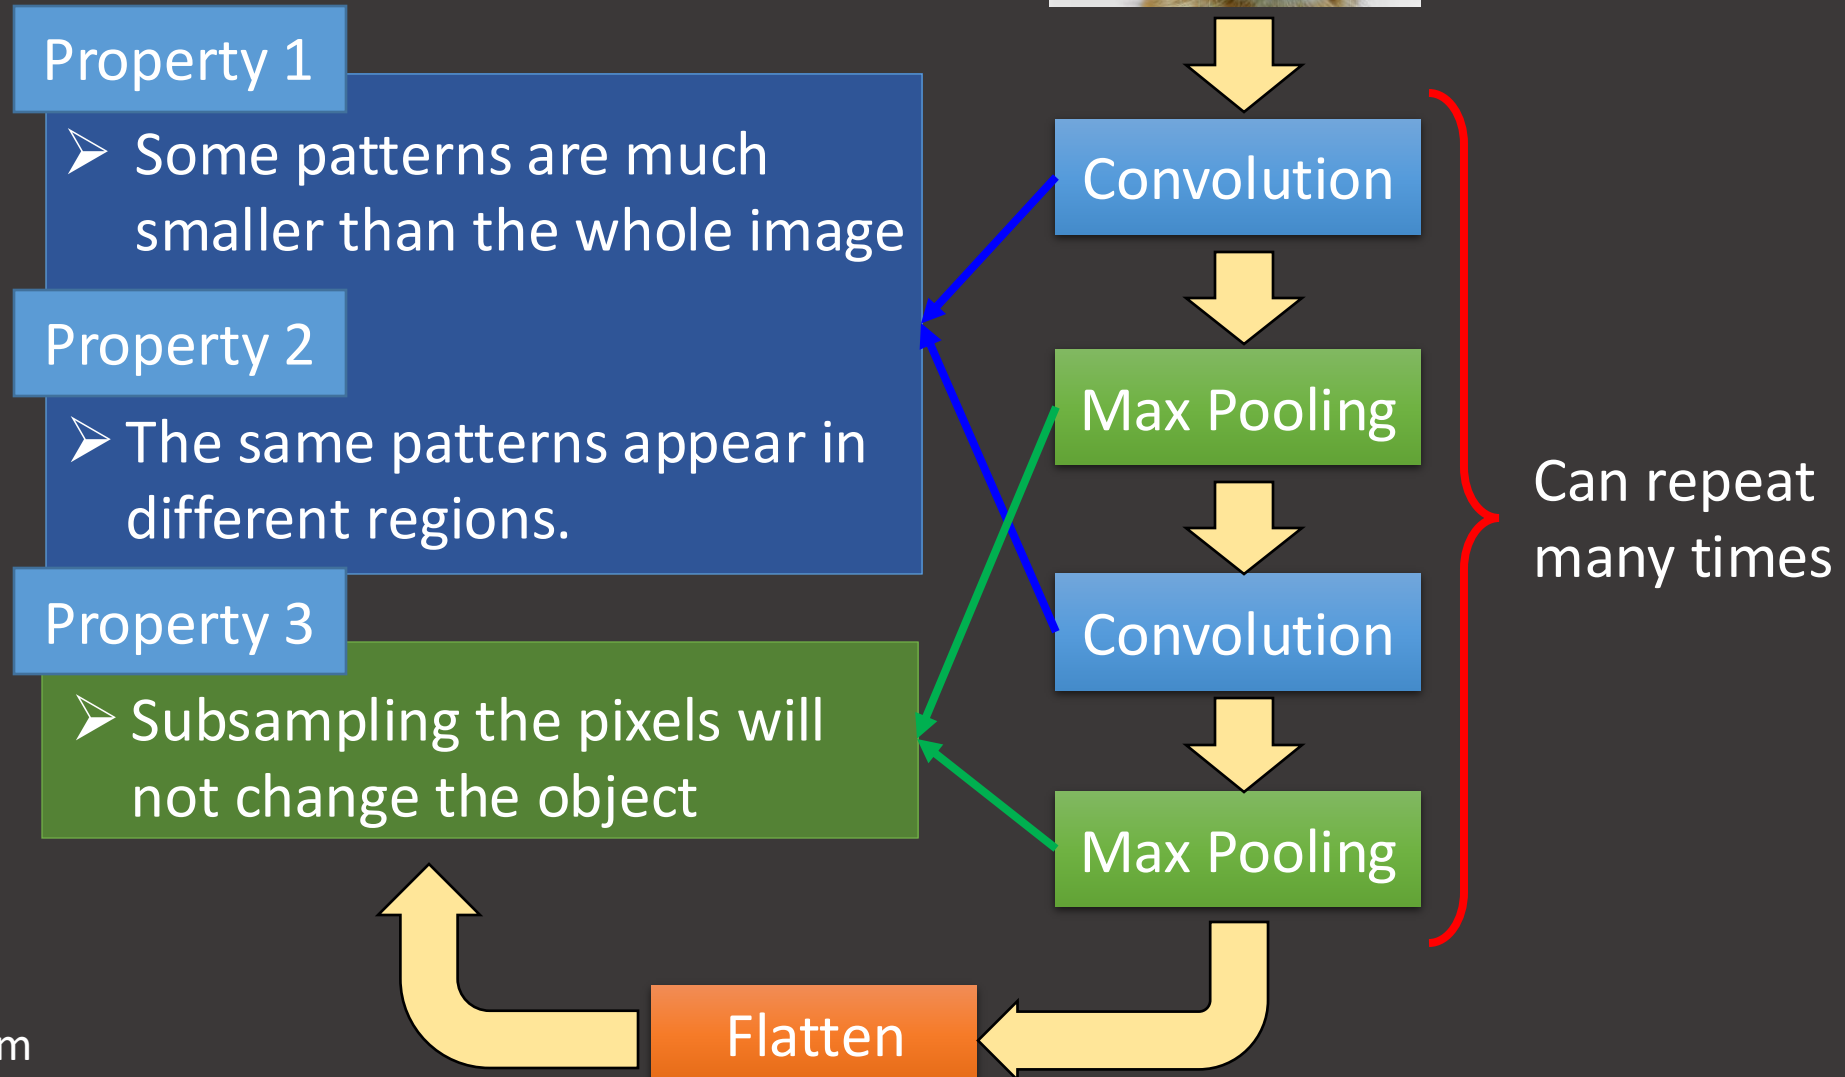 Property 1
Some patterns are much
smaller than the whole image
Property 2
The same patterns appear in
different regions.
Property 3
Subsampling the pixels will
not change the object
Convolution
Max Pooling
Convolution
Max Pooling
Can repeat
many times
Flatten
m